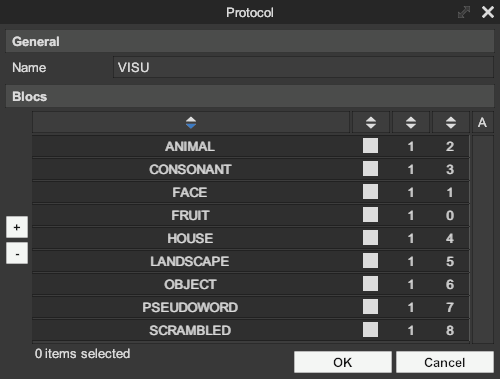 Protocol
General
Name VISU
Blocs
A
ANIMAL 1 2
CONSONANT 1 3
FACE 1 1
FRUIT 1 0
HOUSE 1 4
LANDSCAPE 1 5
OBJECT 1 6
PSEUDOWORD 1 7
SCRAMBLED 1 8
+
-
0 items selected
OK Cancel